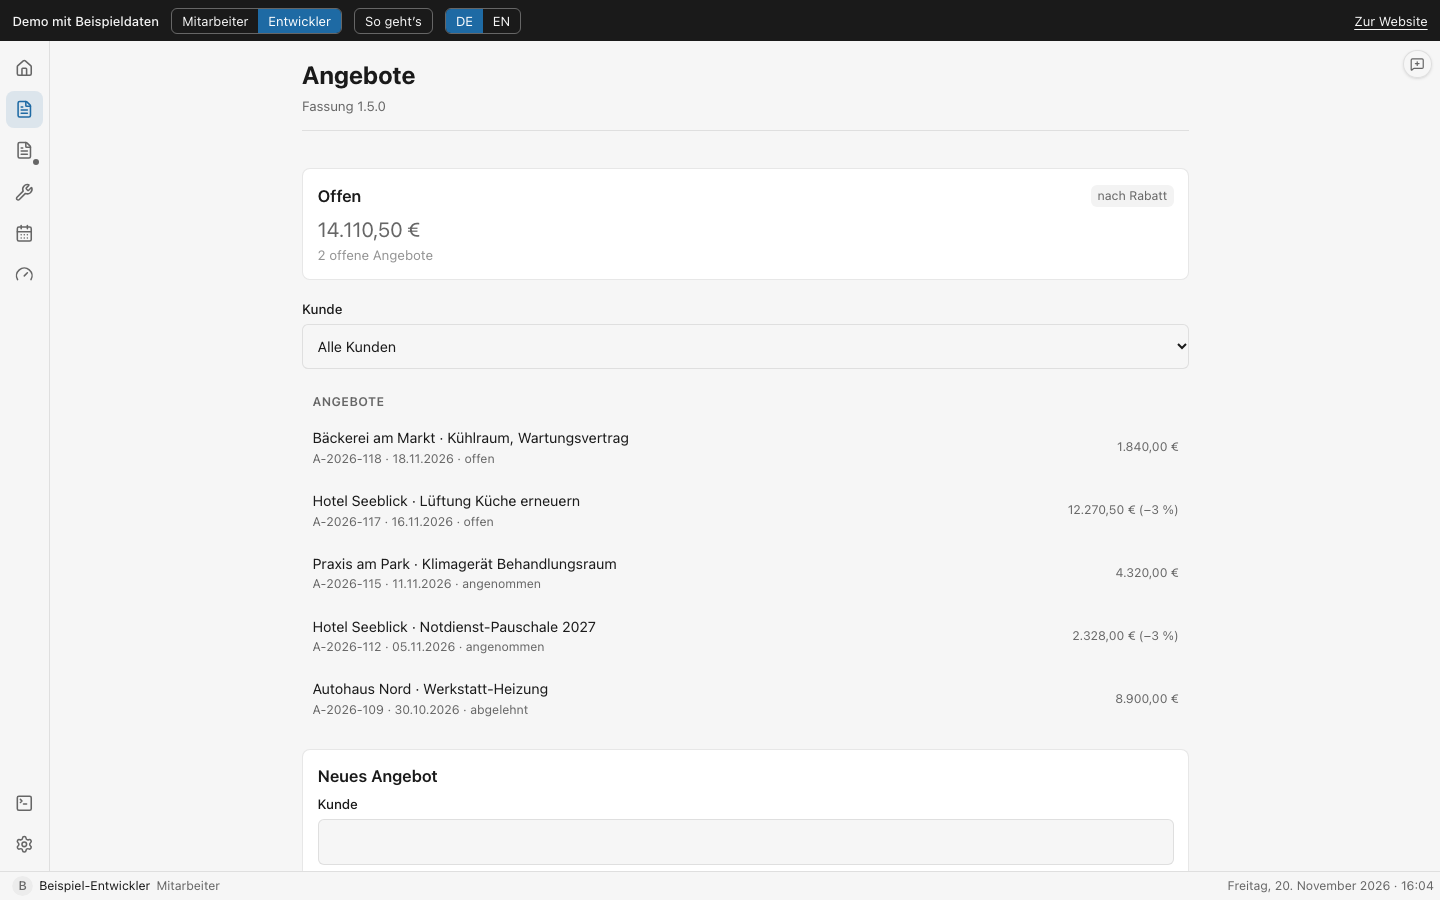 Demo mit Beispieldaten Mitarbeiter Entwickler So geht's DE EN Zur Website
Angebote
Fassung 1.5.0
Offen nach Rabatt
14.110,50 €
2 offene Angebote
Kunde
Alle Kunden
ANGEBOTE
Bäckerei am Markt · Kühlraum, Wartungsvertrag
1.840,00 €
A-2026-118 · 18.11.2026 · offen
Hotel Seeblick · Lüftung Küche erneuern
12.270,50 € (−3 %)
A-2026-117 · 16.11.2026 · offen
Praxis am Park · Klimagerät Behandlungsraum
4.320,00 €
A-2026-115 · 11.11.2026 · angenommen
Hotel Seeblick · Notdienst-Pauschale 2027
2.328,00 € (−3 %)
A-2026-112 · 05.11.2026 · angenommen
Autohaus Nord · Werkstatt-Heizung
8.900,00 €
A-2026-109 · 30.10.2026 · abgelehnt
Neues Angebot
Kunde
B Beispiel-Entwickler Mitarbeiter Freitag, 20. November 2026 · 16:04